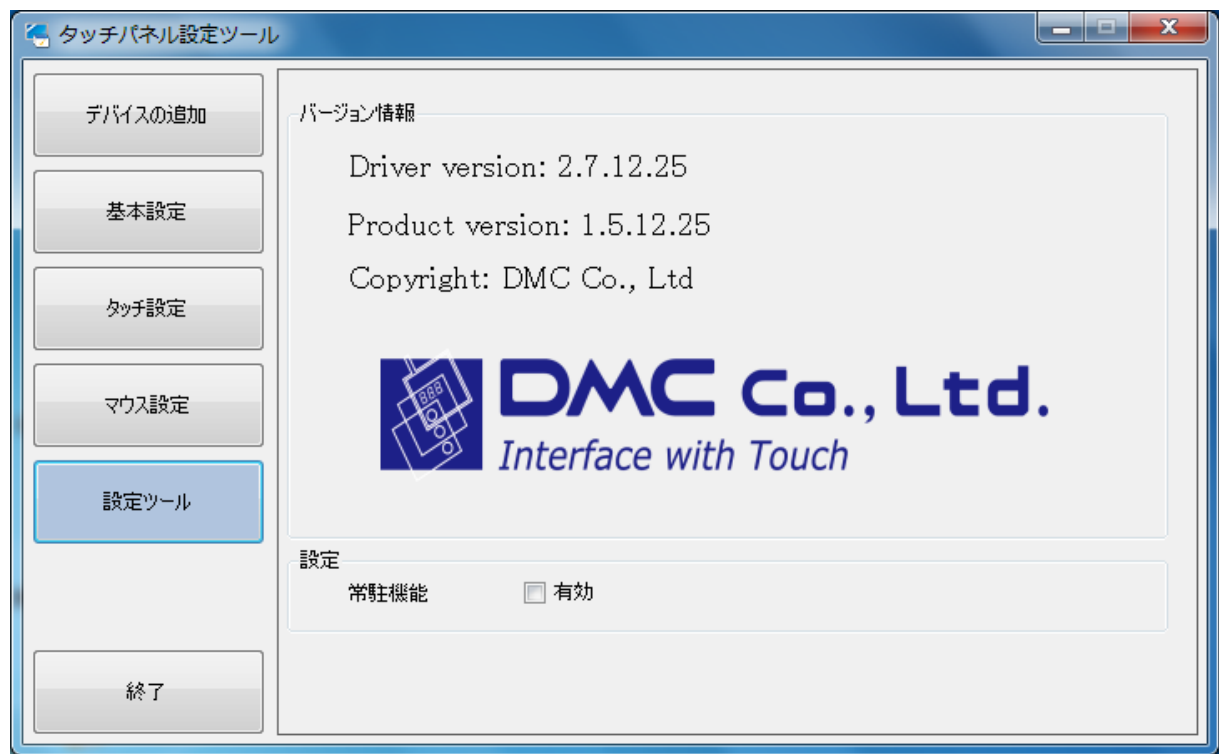 タッチパネル設定ツール
デバイスの追加
基本設定
タッチ設定
マウス設定
設定ツール
終了
バージョン情報
Driver version: 2.7.12.25
Product version: 1.5.12.25
Copyright: DMC Co., Ltd
888
DMC Co., Ltd.
Interface with Touch
設定
常駐機能 有効